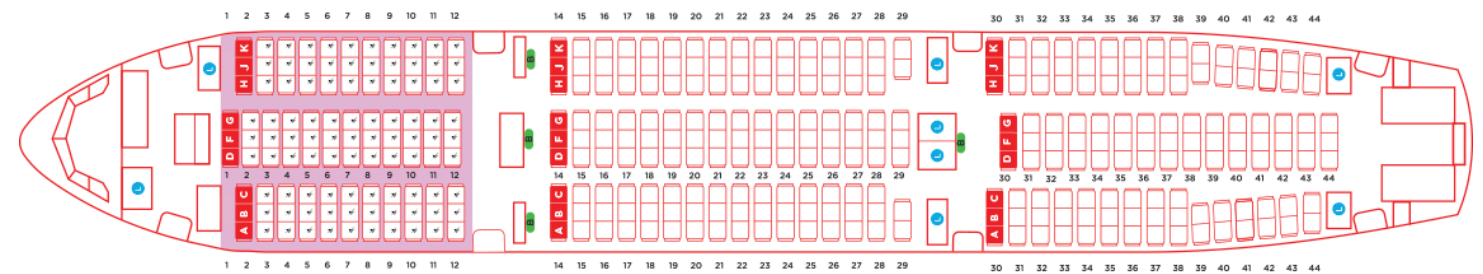 1 2 3 4 5 6 7 8 9 10 11 12 14 15 16 17 18 19 20 21 22 23 24 25 26 27 28 29 30 31 32 33 34 35 36 37 38 39 40 41 42 43 44
K K K
L J B J L J L
H H H
G G L G
F B F B F
D D L D
1 2 3 4 5 6 7 8 9 10 11 12 14 15 16 17 18 19 20 21 22 23 24 25 26 27 28 29 30 31 32 33 34 35 36 37 38 39 40 41 42 43 44
L C C C
B B B L B L
A A A
1 2 3 4 5 6 7 8 9 10 11 12 14 15 16 17 18 19 20 21 22 23 24 25 26 27 28 29 30 31 32 33 34 35 36 37 38 39 40 41 42 43 44